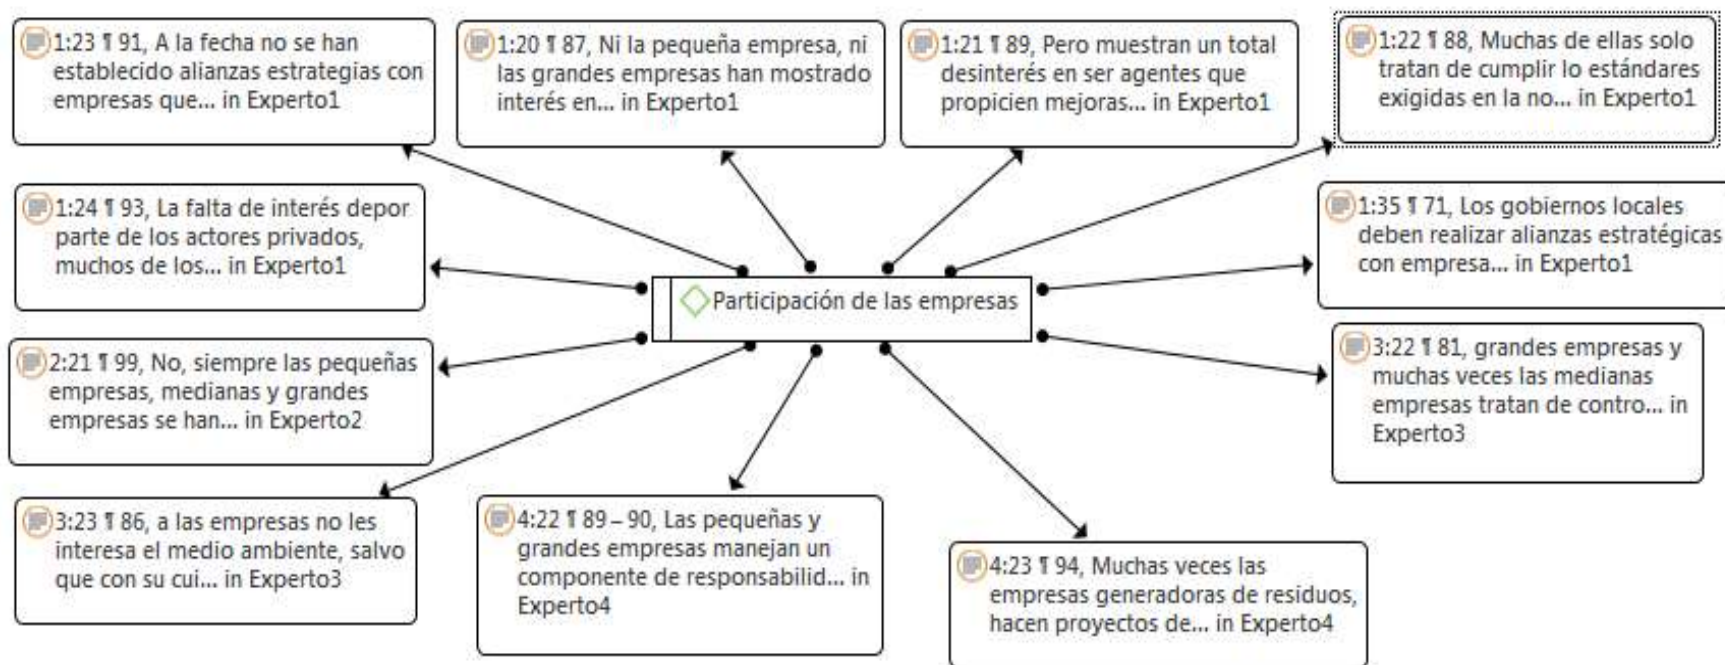 1:23 ¶ 91, A la fecha no se han
establecido alianzas estrategias con
empresas que... in Experto1
1:20 ¶ 87, Ni la pequeña empresa, ni
las grandes empresas han mostrado
interés en... in Experto1
1:21 ¶ 89, Pero muestran un total
desinterés en ser agentes que
propicien mejoras... in Experto1
1:22 ¶ 88, Muchas de ellas solo
tratan de cumplir lo estándares
exigidas en la no... in Experto1
1:24 ¶ 93, La falta de interés depor
parte de los actores privados,
muchos de los... in Experto1
1:35 ¶ 71, Los gobiernos locales
deben realizar alianzas estratégicas
con empresa... in Experto1
Participación de las empresas
2:21 ¶ 99, No, siempre las pequeñas
empresas, medianas y grandes
empresas se han... in Experto2
3:22 ¶ 81, grandes empresas y
muchas veces las medianas
empresas tratan de contro... in
Experto3
3:23 ¶ 86, a las empresas no les
interesa el medio ambiente, salvo
que con su cui... in Experto3
4:22 ¶ 89 – 90, Las pequeñas y
grandes empresas manejan un
componente de responsabilid... in
Experto4
4:23 ¶ 94, Muchas veces las
empresas generadoras de residuos,
hacen proyectos de... in Experto4